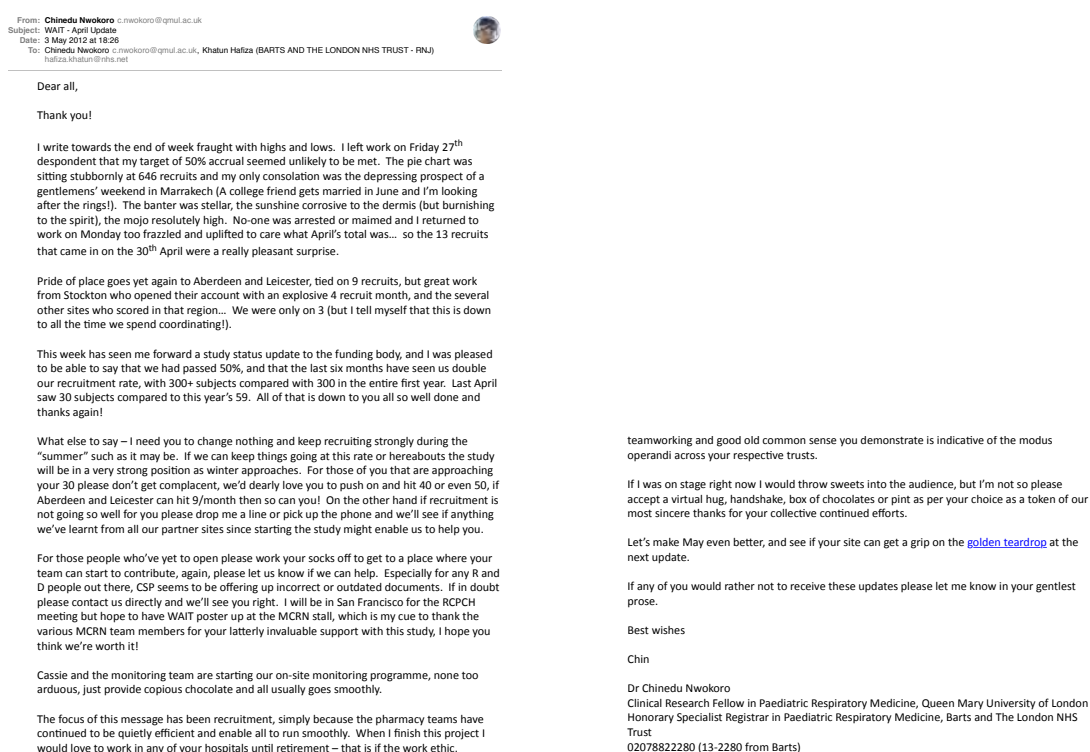 From: Chinedu Nwokoro c.nwokoro@qmul.ac.uk
Subject: WAIT - April Update
Date: 3 May 2012 at 18:26
To: Chinedu Nwokoro c.nwokoro@qmul.ac.uk, Khatun Hafiza (BARTS AND THE LONDON NHS TRUST - RNJ)
hafiza.khatun@nhs.net
Dear all,
Thank you!
I write towards the end of week fraught with highs and lows. I left work on Friday 27th
despondent that my target of 50% accrual seemed unlikely to be met. The pie chart was
sitting stubbornly at 646 recruits and my only consolation was the depressing prospect of a
gentlemens' weekend in Marrakech (A college friend gets married in June and I'm looking
after the rings!). The banter was stellar, the sunshine corrosive to the dermis (but burnishing
to the spirit), the mojo resolutely high. No-one was arrested or maimed and I returned to
work on Monday too frazzled and uplifted to care what April's total was... so the 13 recruits
that came in on the 30th April were a really pleasant surprise.
Pride of place goes yet again to Aberdeen and Leicester, tied on 9 recruits, but great work
from Stockton who opened their account with an explosive 4 recruit month, and the several
other sites who scored in that region... We were only on 3 (but I tell myself that this is down
to all the time we spend coordinating!).
This week has seen me forward a study status update to the funding body, and I was pleased
to be able to say that we had passed 50%, and that the last six months have seen us double
our recruitment rate, with 300+ subjects compared with 300 in the entire first year. Last April
saw 30 subjects compared to this year's 59. All of that is down to you all so well done and
thanks again!
What else to say – I need you to change nothing and keep recruiting strongly during the
"summer" such as it may be. If we can keep things going at this rate or hereabouts the study
will be in a very strong position as winter approaches. For those of you that are approaching
your 30 please don't get complacent, we'd dearly love you to push on and hit 40 or even 50, if
Aberdeen and Leicester can hit 9/month then so can you! On the other hand if recruitment is
not going so well for you please drop me a line or pick up the phone and we'll see if anything
we've learnt from all our partner sites since starting the study might enable us to help you.
For those people who've yet to open please work your socks off to get to a place where your
team can start to contribute, again, please let us know if we can help. Especially for any R and
D people out there, CSP seems to be offering up incorrect or outdated documents. If in doubt
please contact us directly and we'll see you right. I will be in San Francisco for the RCPCH
meeting but hope to have WAIT poster up at the MCRN stall, which is my cue to thank the
various MCRN team members for your latterly invaluable support with this study, I hope you
think we're worth it!
Cassie and the monitoring team are starting our on-site monitoring programme, none too
arduous, just provide copious chocolate and all usually goes smoothly.
The focus of this message has been recruitment, simply because the pharmacy teams have
continued to be quietly efficient and enable all to run smoothly. When I finish this project I
would love to work in any of your hospitals until retirement – that is if the work ethic,
teamworking and good old common sense you demonstrate is indicative of the modus
operandi across your respective trusts.
If I was on stage right now I would throw sweets into the audience, but I'm not so please
accept a virtual hug, handshake, box of chocolates or pint as per your choice as a token of our
most sincere thanks for your collective continued efforts.
Let's make May even better, and see if your site can get a grip on the golden teardrop at the
next update.
If any of you would rather not to receive these updates please let me know in your gentlest
prose.
Best wishes
Chin
Dr Chinedu Nwokoro
Clinical Research Fellow in Paediatric Respiratory Medicine, Queen Mary University of London
Honorary Specialist Registrar in Paediatric Respiratory Medicine, Barts and The London NHS
Trust
02078822280 (13-2280 from Barts)